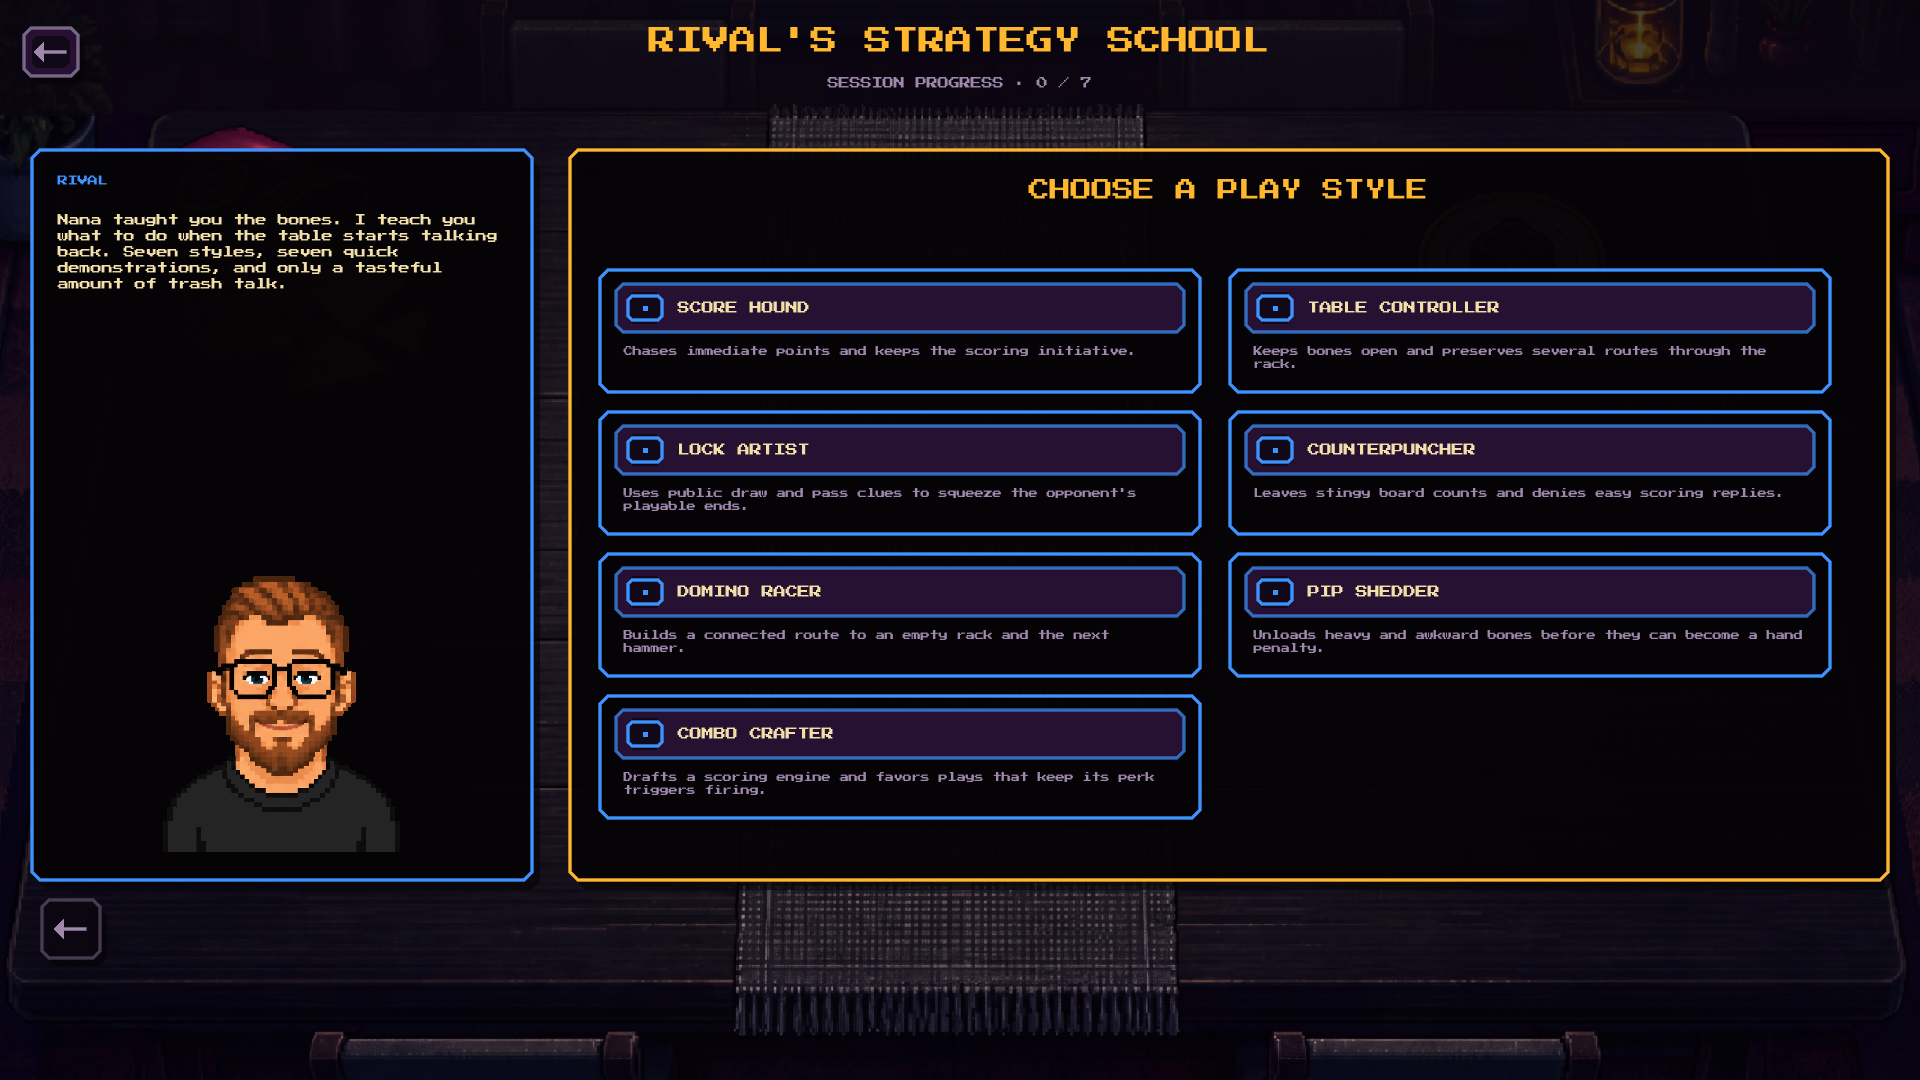 RIVAL'S STRATEGY SCHOOL
SESSION PROGRESS · 0 / 7
RIVAL
Nana taught you the bones. I teach you
what to do when the table starts talking
back. Seven styles, seven quick
demonstrations, and only a tasteful
amount of trash talk.
CHOOSE A PLAY STYLE
SCORE HOUND
Chases immediate points and keeps the scoring initiative.
TABLE CONTROLLER
Keeps bones open and preserves several routes through the
rack.
LOCK ARTIST
Uses public draw and pass clues to squeeze the opponent's
playable ends.
COUNTERPUNCHER
Leaves stingy board counts and denies easy scoring replies.
DOMINO RACER
Builds a connected route to an empty rack and the next
hammer.
PIP SHEDDER
Unloads heavy and awkward bones before they can become a hand
penalty.
COMBO CRAFTER
Drafts a scoring engine and favors plays that keep its perk
triggers firing.